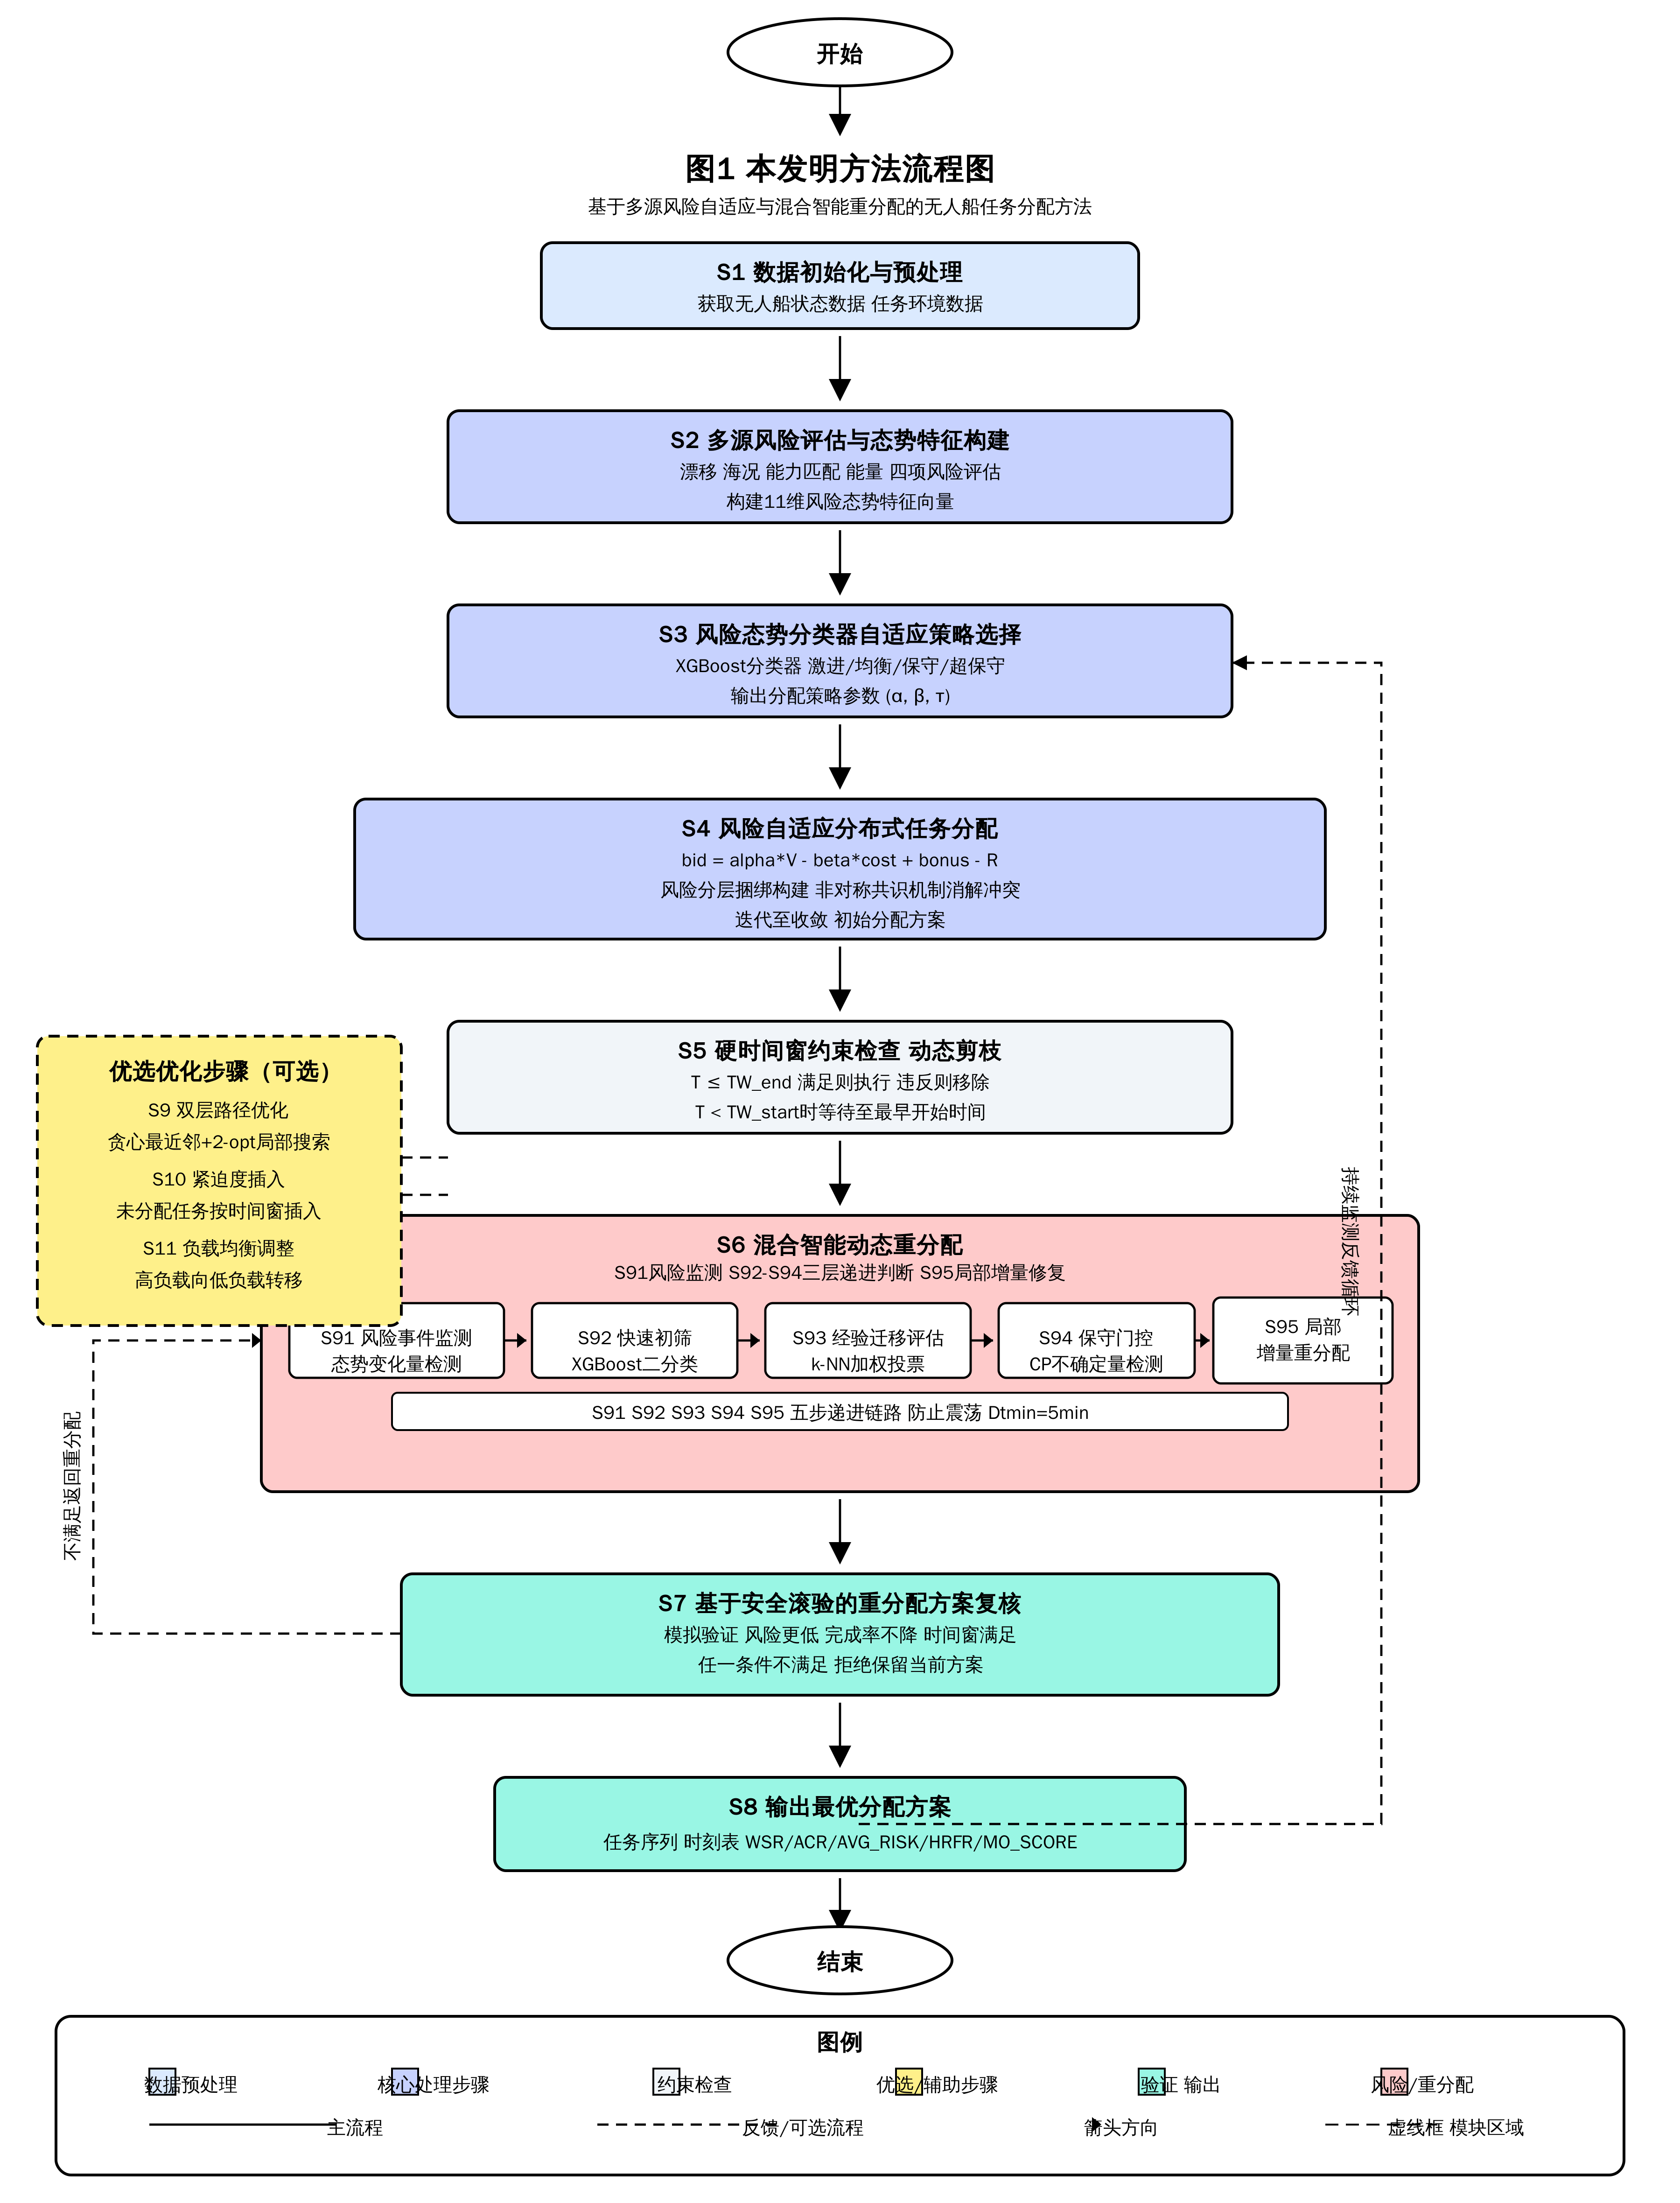 开始
图1 本发明方法流程图
基于多源风险自适应与混合智能重分配的无人船任务分配方法
S1 数据初始化与预处理
获取无人船状态数据 任务环境数据
S2 多源风险评估与态势特征构建
漂移 海况 能力匹配 能量 四项风险评估
构建11维风险态势特征向量
S3 风险态势分类器自适应策略选择
XGBoost分类器 激进/均衡/保守/超保守
输出分配策略参数 (α, β, τ)
S4 风险自适应分布式任务分配
bid = alpha*V - beta*cost + bonus - R
风险分层捆绑构建 非对称共识机制消解冲突
迭代至收敛 初始分配方案
S5 硬时间窗约束检查 动态剪枝
T ≤ TW_end 满足则执行 违反则移除
T < TW_start时等待至最早开始时间
优选优化步骤（可选）
S9 双层路径优化
贪心最近邻+2-opt局部搜索
S10 紧迫度插入
未分配任务按时间窗插入
S11 负载均衡调整
高负载向低负载转移
持续监测反馈循环
S6 混合智能动态重分配
S91风险监测 S92-S94三层递进判断 S95局部增量修复
S91 风险事件监测
态势变化量检测
S92 快速初筛
XGBoost二分类
S93 经验迁移评估
k-NN加权投票
S94 保守门控
CP不确定量检测
S95 局部
增量重分配
S91 S92 S93 S94 S95 五步递进链路 防止震荡 Dtmin=5min
不满足返回重分配
S7 基于安全滚验的重分配方案复核
模拟验证 风险更低 完成率不降 时间窗满足
任一条件不满足 拒绝保留当前方案
S8 输出最优分配方案
任务序列 时刻表 WSR/ACR/AVG_RISK/HRFR/MO_SCORE
结束
图例
数据预处理
核心处理步骤
约束检查
优选/辅助步骤
验证 输出
风险/重分配
主流程
反馈/可选流程
箭头方向
虚线框 模块区域